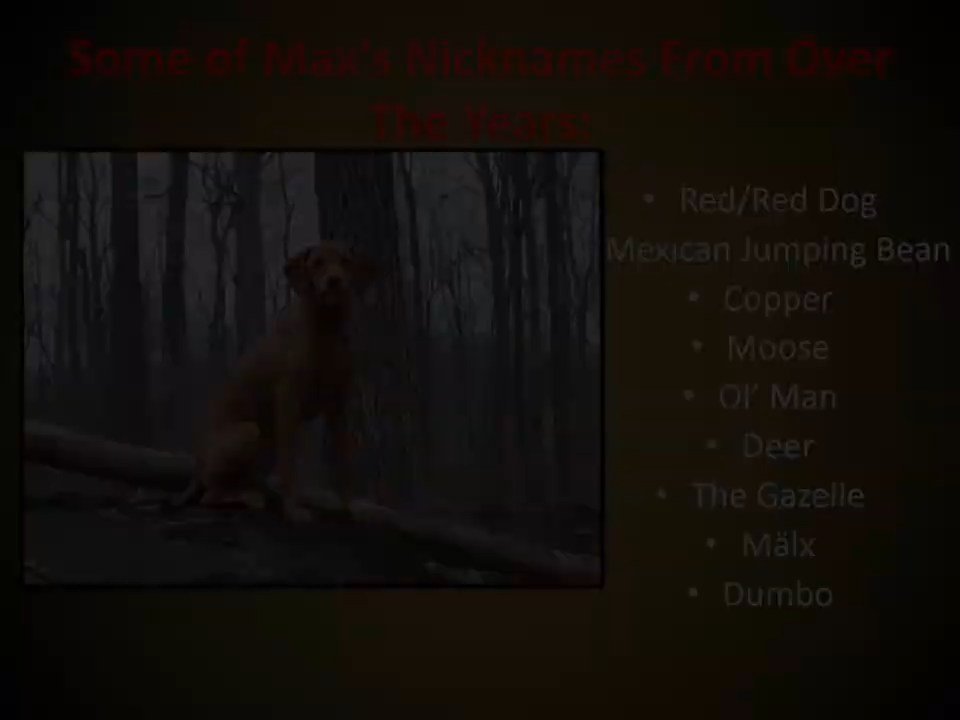 Some of Max's Nicknames From Over
The Years:
• Red/Red Dog
Mexican Jumping Bean
• Copper
• Moose
• Ol' Man
• Deer
• The Gazelle
• Mälx
• Dumbo